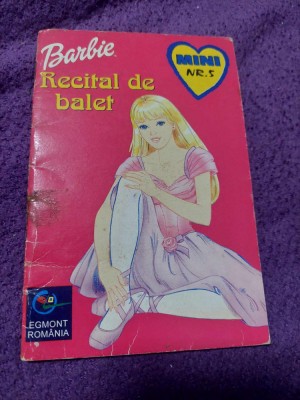 Barbie
MINI
NR.5
Recital de
balet
EGMONT
ROMÂNIA